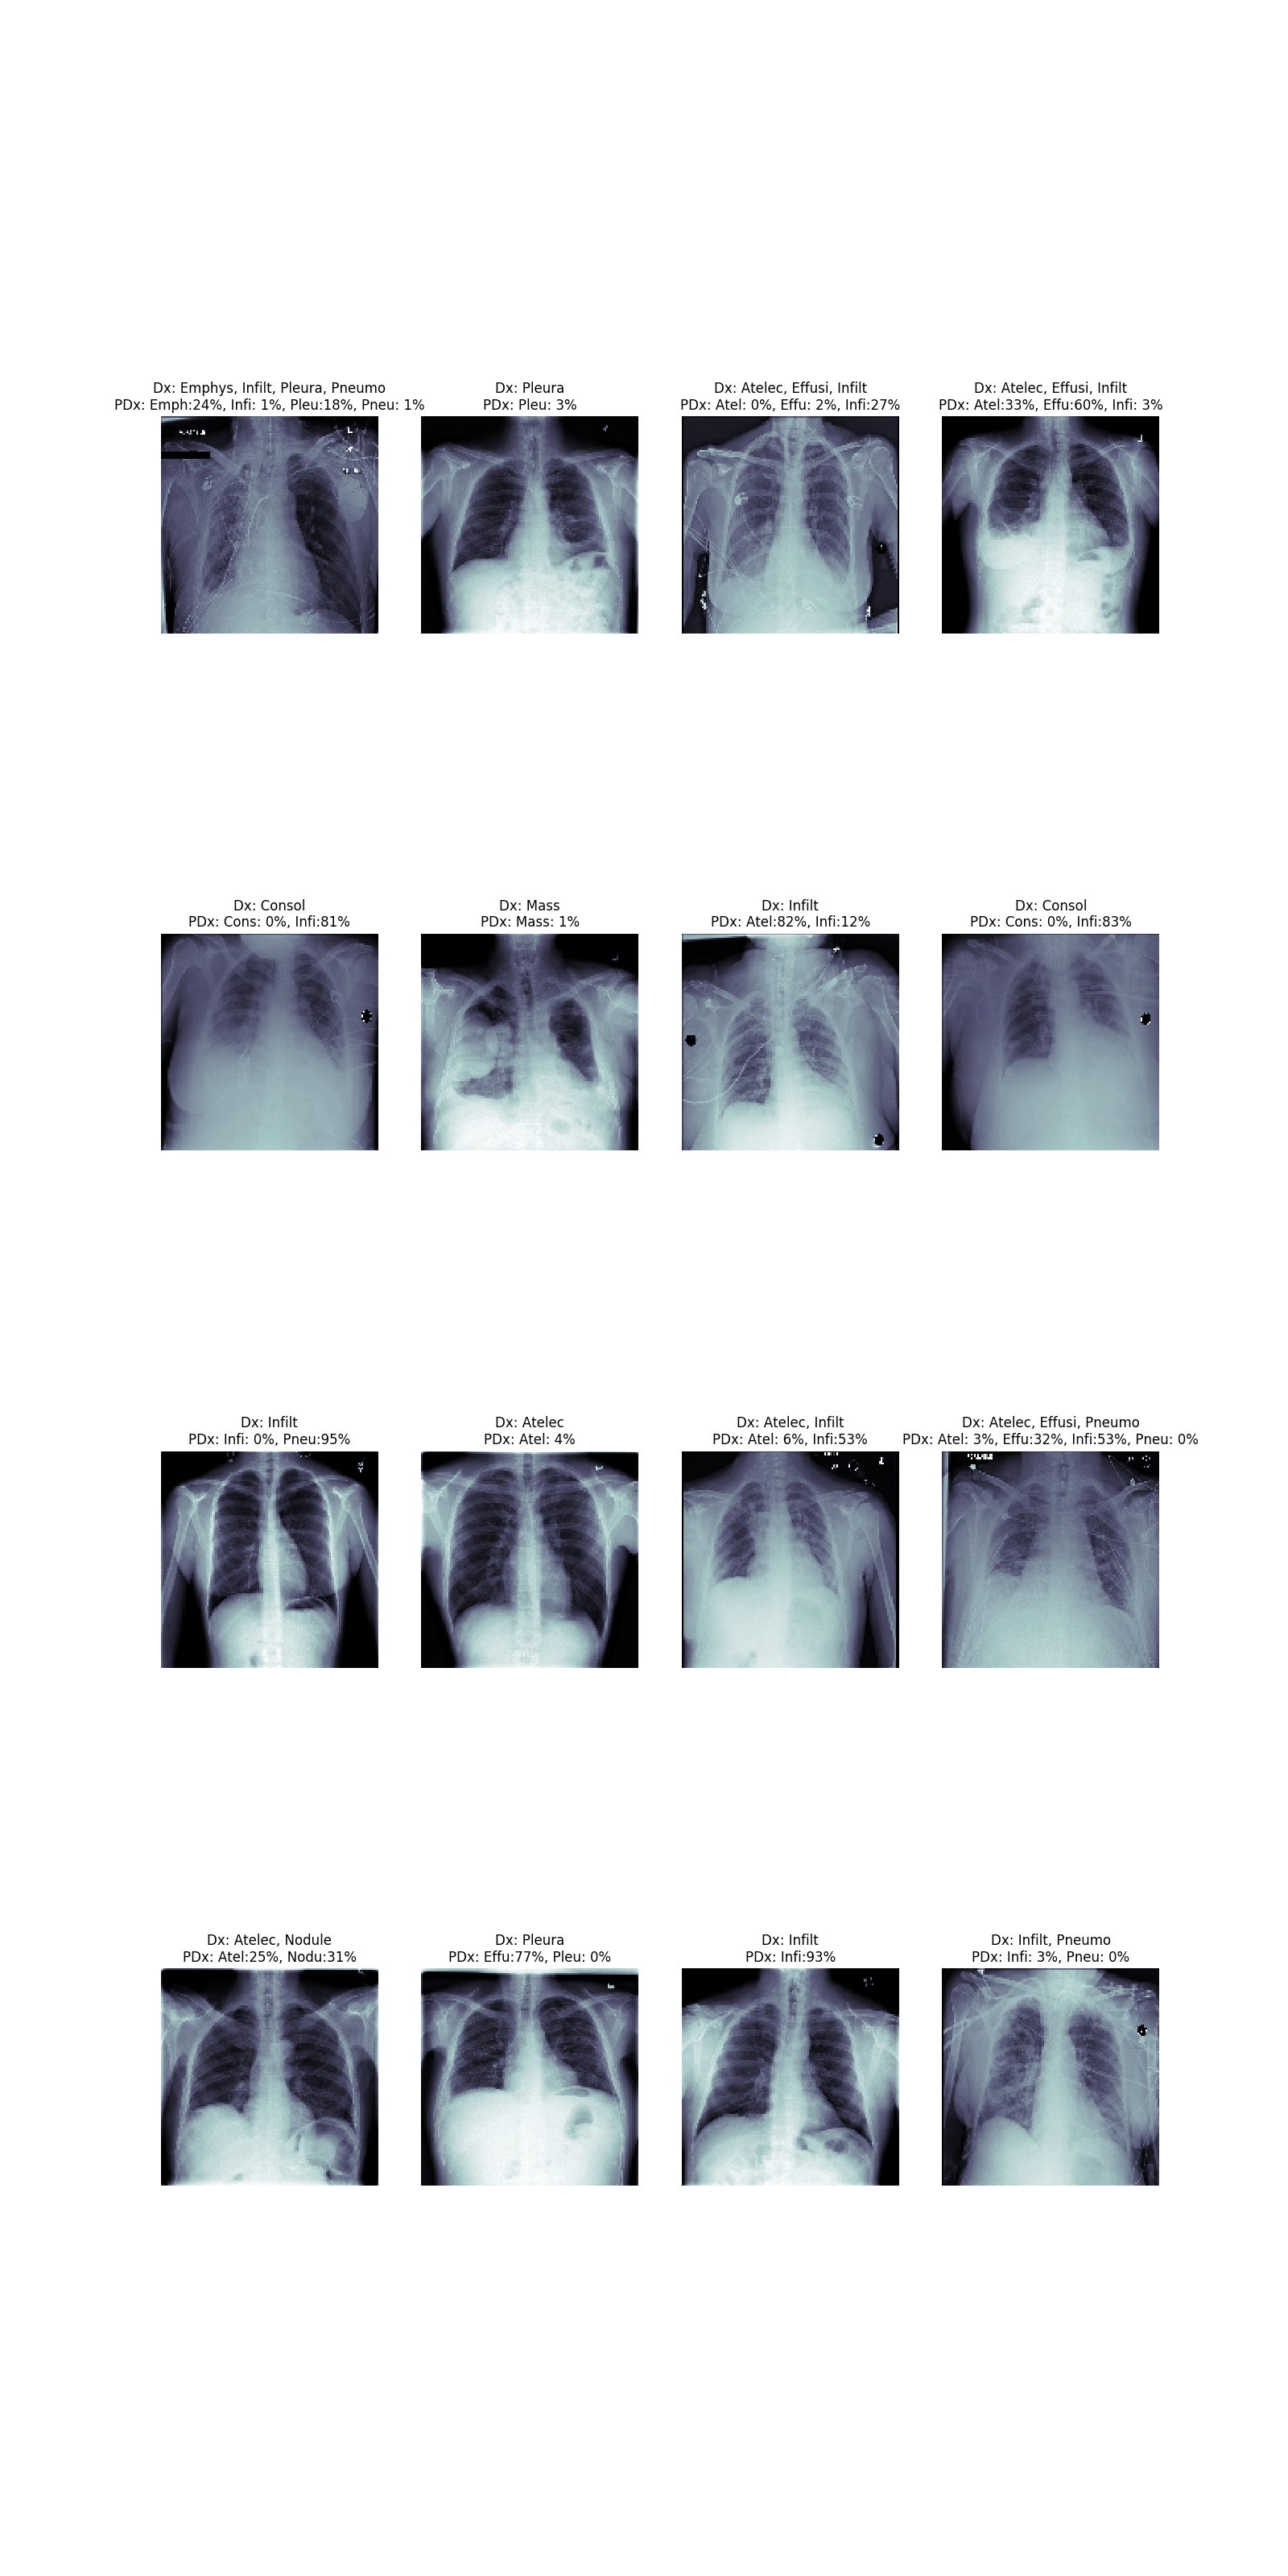 Dx: Emphys, Infilt, Pleura, Pneumo
PDx: Emph:24%, Infi: 1%, Pleu:18%, Pneu: 1%
Dx: Pleura
PDx: Pleu: 3%
Dx: Atelec, Effusi, Infilt
PDx: Atel: 0%, Effu: 2%, Infi:27%
Dx: Atelec, Effusi, Infilt
PDx: Atel:33%, Effu:60%, Infi: 3%
Dx: Consol
PDx: Cons: 0%, Infi:81%
Dx: Mass
PDx: Mass: 1%
Dx: Infilt
PDx: Atel:82%, Infi:12%
Dx: Consol
PDx: Cons: 0%, Infi:83%
Dx: Infilt
PDx: Infi: 0%, Pneu:95%
Dx: Atelec
PDx: Atel: 4%
Dx: Atelec, Infilt
PDx: Atel: 6%, Infi:53%
Dx: Atelec, Effusi, Pneumo
PDx: Atel: 3%, Effu:32%, Infi:53%, Pneu: 0%
Dx: Atelec, Nodule
PDx: Atel:25%, Nodu:31%
Dx: Pleura
PDx: Effu:77%, Pleu: 0%
Dx: Infilt
PDx: Infi:93%
Dx: Infilt, Pneumo
PDx: Infi: 3%, Pneu: 0%